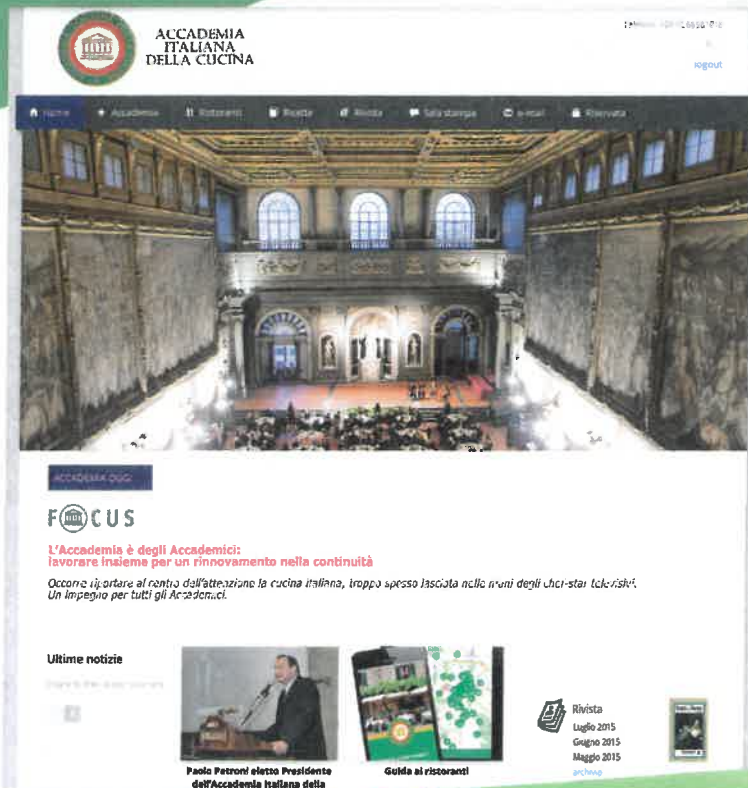 ACCADEMIA
ITALIANA
DELLA CUCINA
logout
Home Accademia Ristoranti Ricette Rivista Sala stampa e-mail Riservata
ACCADEMIA OGGI
FOCUS
L'Accademia è degli Accademici:
lavorare insieme per un rinnovamento nella continuità
Occorre riportare al centro dell'attenzione la cucina italiana, troppo spesso lasciata nelle mani degli chef-star televisivi.
Un impegno per tutti gli Accademici.
Ultime notizie
Paolo Petroni eletto Presidente
dell'Accademia Italiana della
Guida ai ristoranti
Rivista
Luglio 2015
Giugno 2015
Maggio 2015
archivio